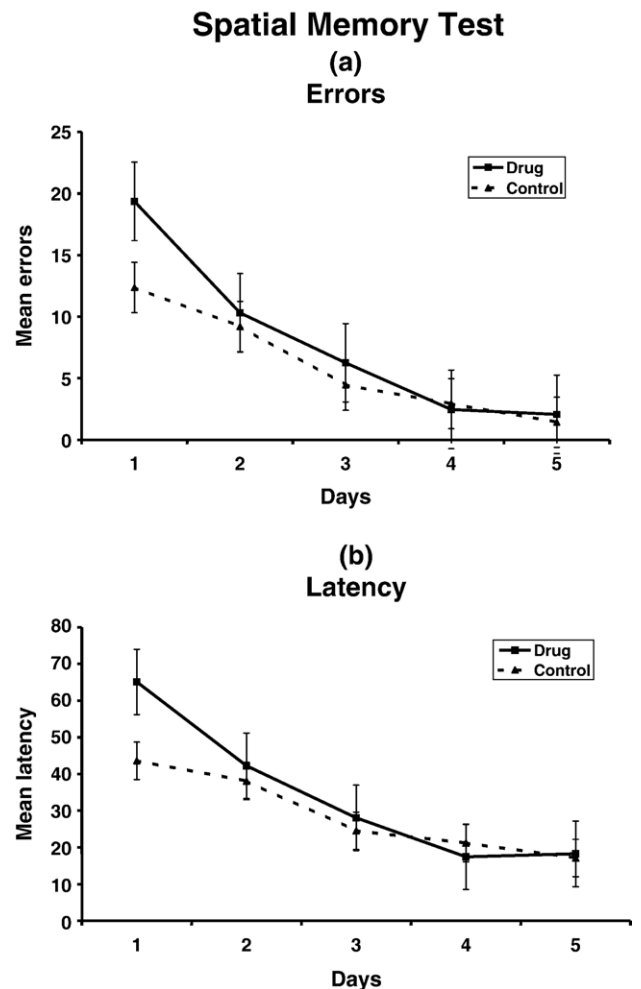 Spatial Memory Test
(a)
Errors
25
20
15
10
5
0
Mean errors
Drug
Control
1 2 3 4 5
Days
(b)
Latency
80
70
60
50
40
30
20
10
0
Mean latency
Drug
Control
1 2 3 4 5
Days